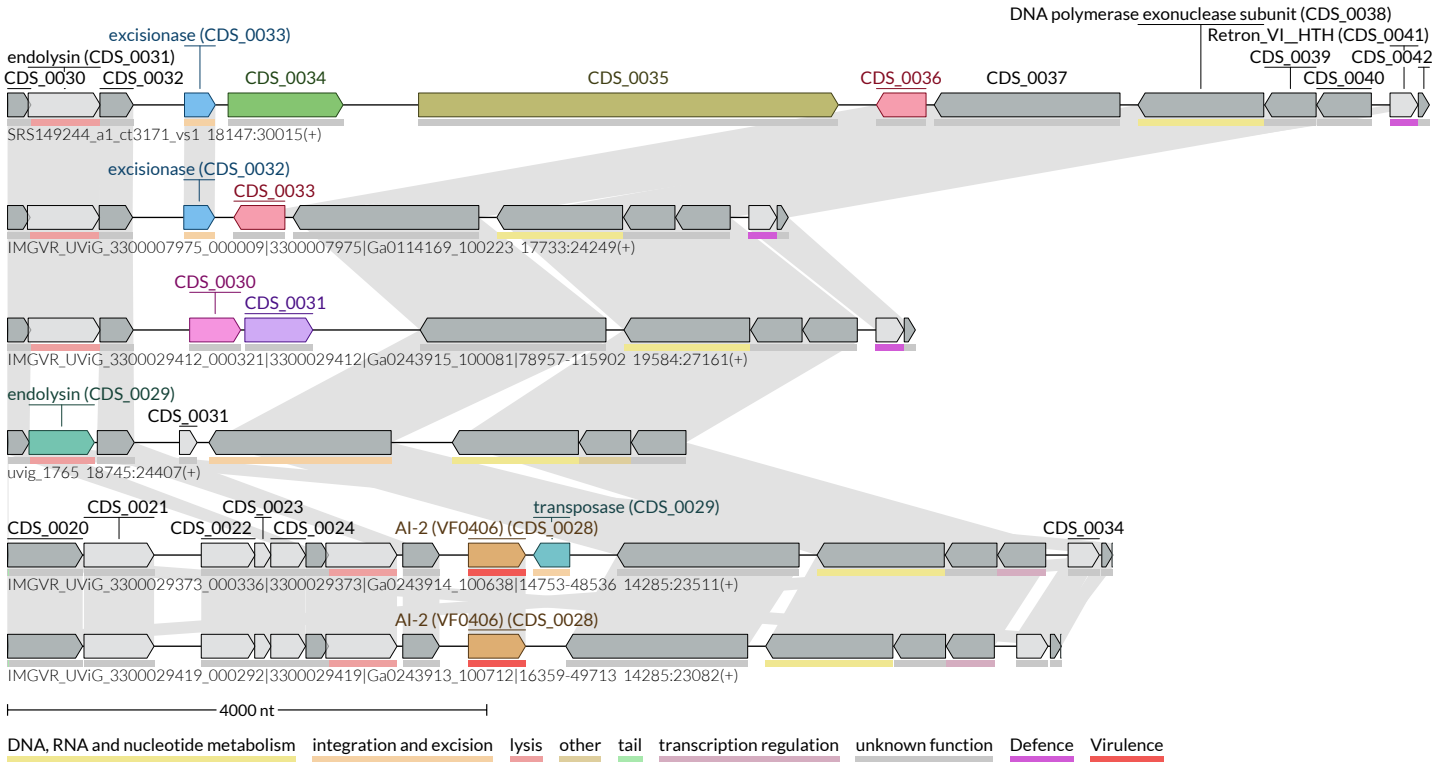 DNA polymerase exonuclease subunit (CDS_0038)
excisionase (CDS_0033)
Retron_VI__HTH (CDS_0041)
endolysin (CDS_0031)
CDS_0039 CDS_0042
CDS_0030 CDS_0032 CDS_0034 CDS_0035 CDS_0036 CDS_0037 CDS_0040
SRS149244_a1_ct3171_vs1 18147:30015(+)
excisionase (CDS_0032)
CDS_0033
IMGVR_UViG_3300007975_000009|3300007975|Ga0114169_100223 17733:24249(+)
CDS_0030
CDS_0031
IMGVR_UViG_3300029412_000321|3300029412|Ga0243915_100081|78957-115902 19584:27161(+)
endolysin (CDS_0029)
CDS_0031
uvig_1765 18745:24407(+)
CDS_0021 CDS_0023 transposase (CDS_0029)
CDS_0020 CDS_0022 CDS_0024 AI-2 (VF0406) (CDS_0028) CDS_0034
IMGVR_UViG_3300029373_000336|3300029373|Ga0243914_100638|14753-48536 14285:23511(+)
AI-2 (VF0406) (CDS_0028)
IMGVR_UViG_3300029419_000292|3300029419|Ga0243913_100712|16359-49713 14285:23082(+)
4000 nt
DNA, RNA and nucleotide metabolism integration and excision lysis other tail transcription regulation unknown function Defence Virulence